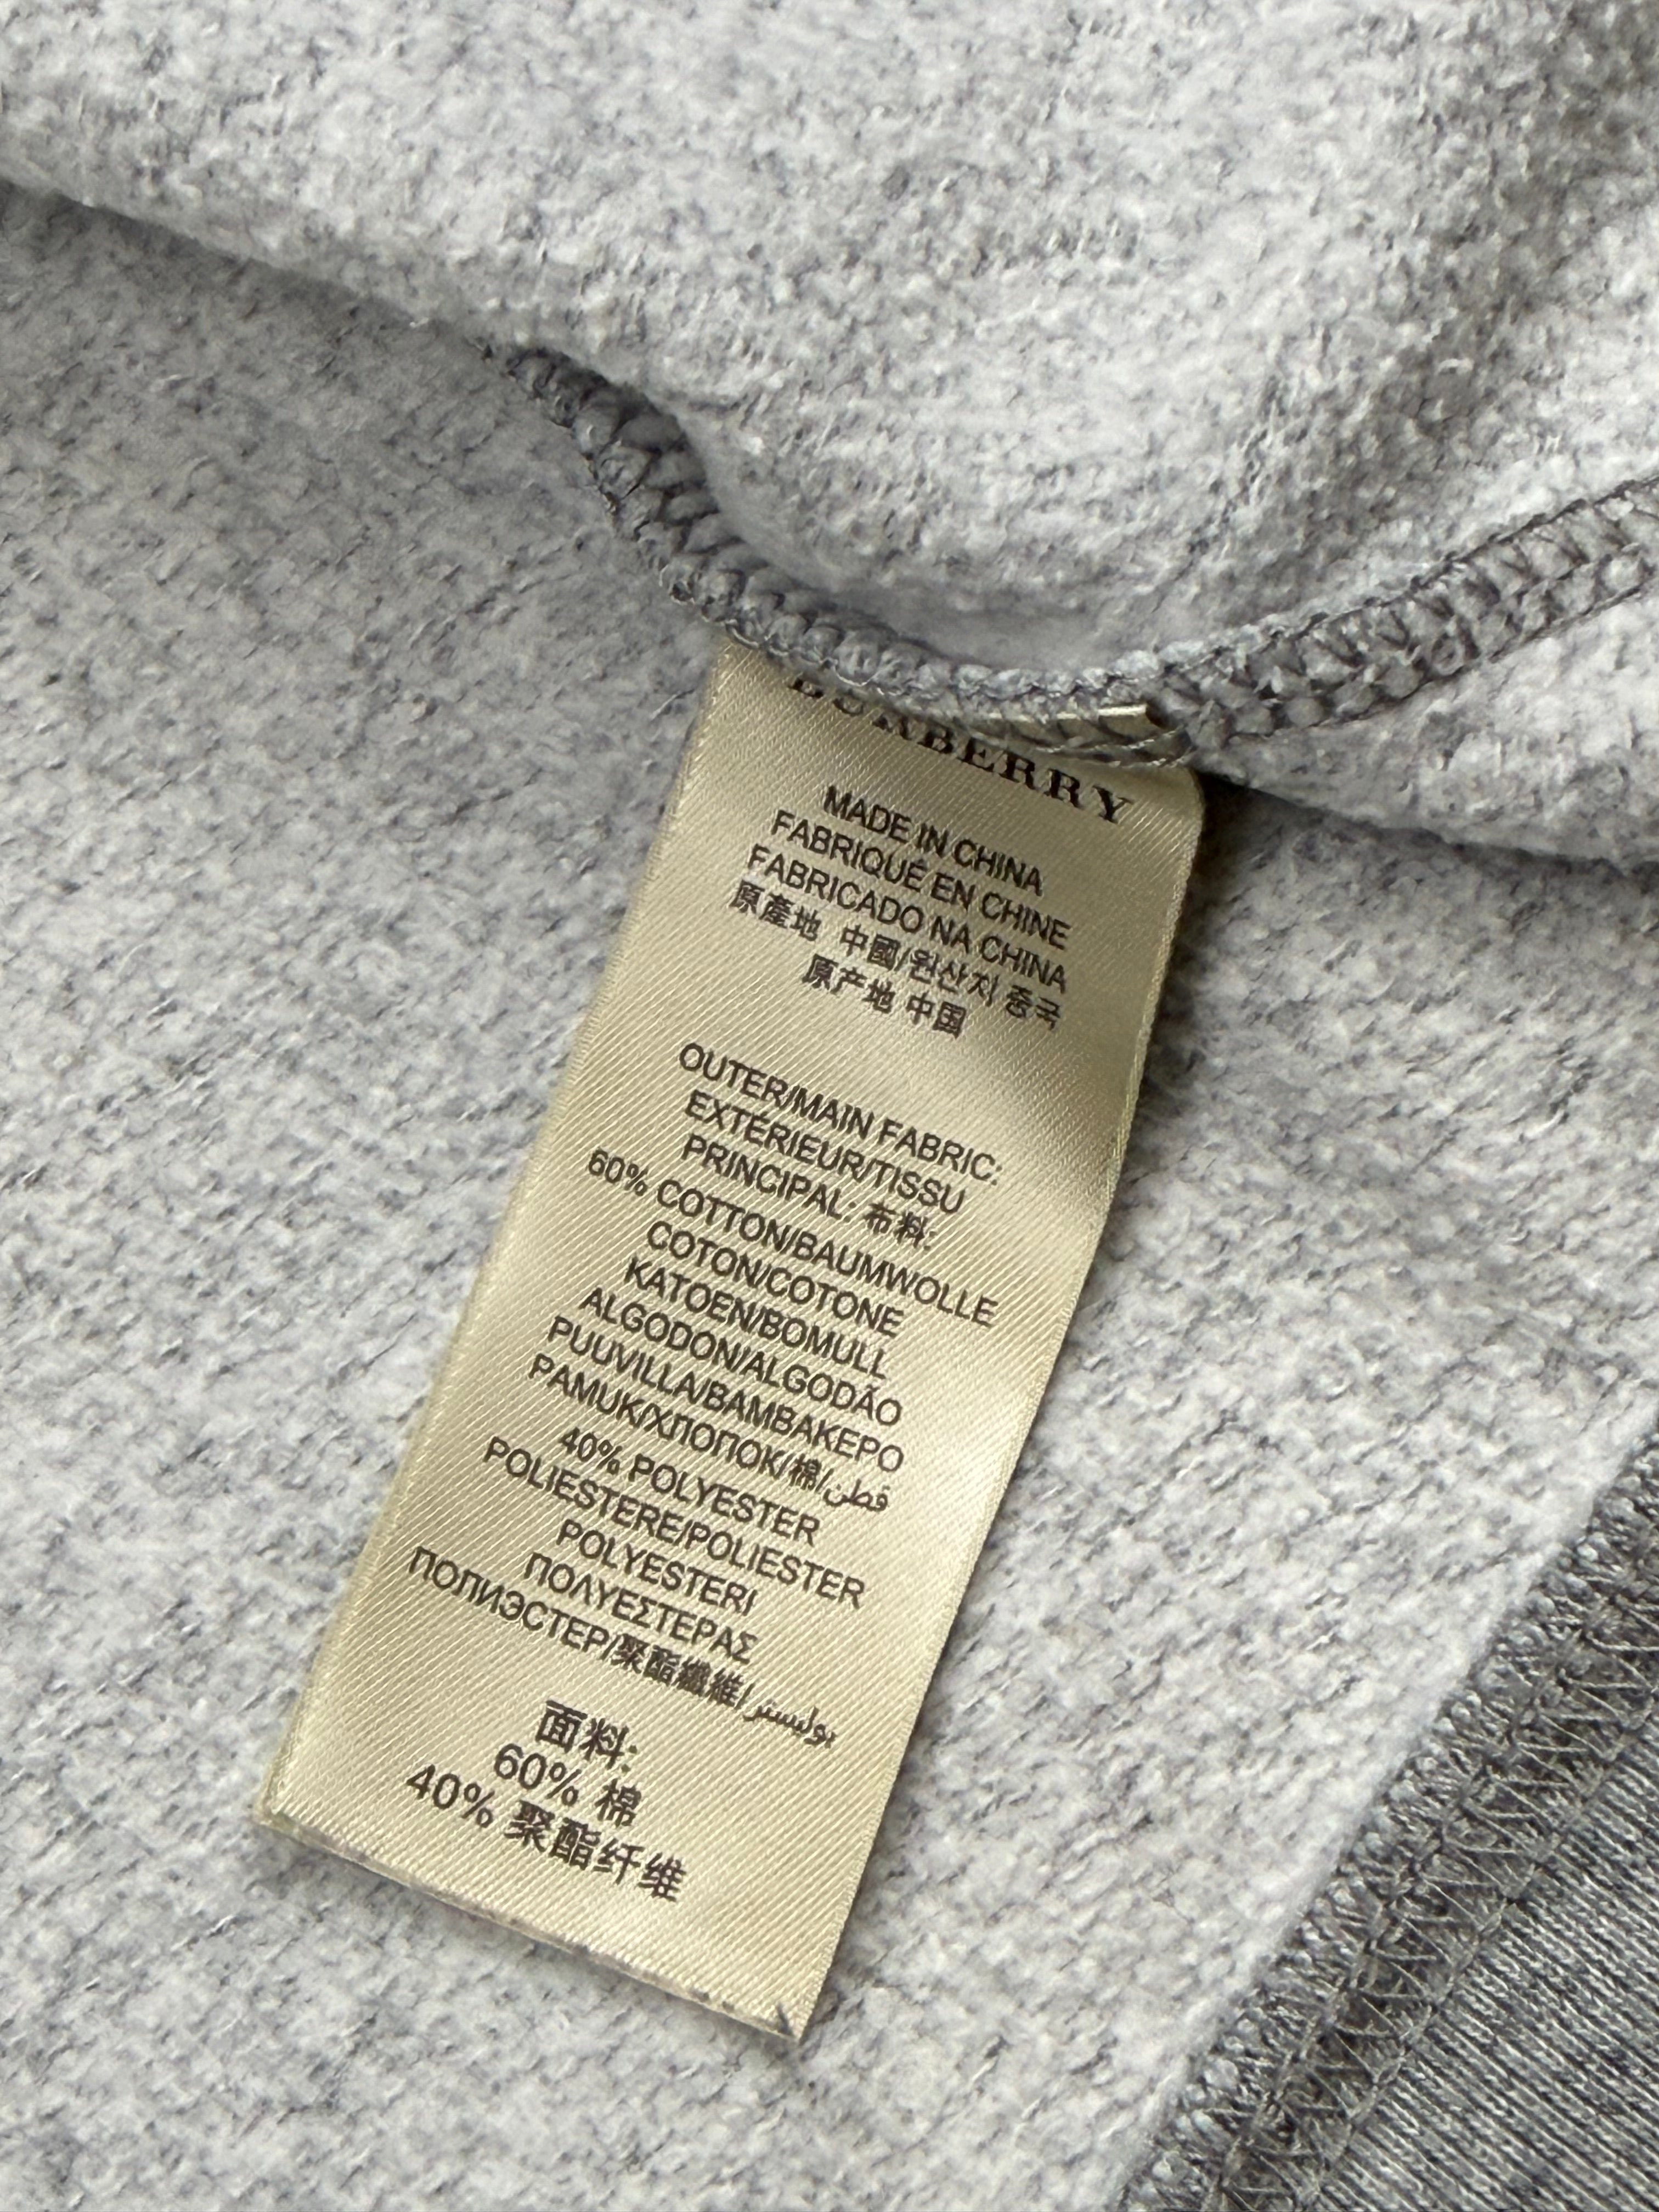 BURBERRY
MADE IN CHINA
FABRIQUÉ EN CHINE
FABRICADO NA CHINA
原產地 中國/원산지 중국
原产地 中国
OUTER/MAIN FABRIC:
EXTÉRIEUR/TISSU
PRINCIPAL: 布料:
60% COTTON/BAUMWOLLE
COTON/COTONE
KATOEN/BOMULL
ALGODON/ALGODÃO
PUUVILLA/BAMBAKEPO
PAMUK/ХЛОПОК/棉/قطن
40% POLYESTER
POLIESTERE/POLIESTER
POLYESTERI
ΠΟΛΥΕΣΤΕΡΑΣ
ПОЛИЭСТЕР/聚酯纖維/بوليستر
面料:
60% 棉
40% 聚酯纤维